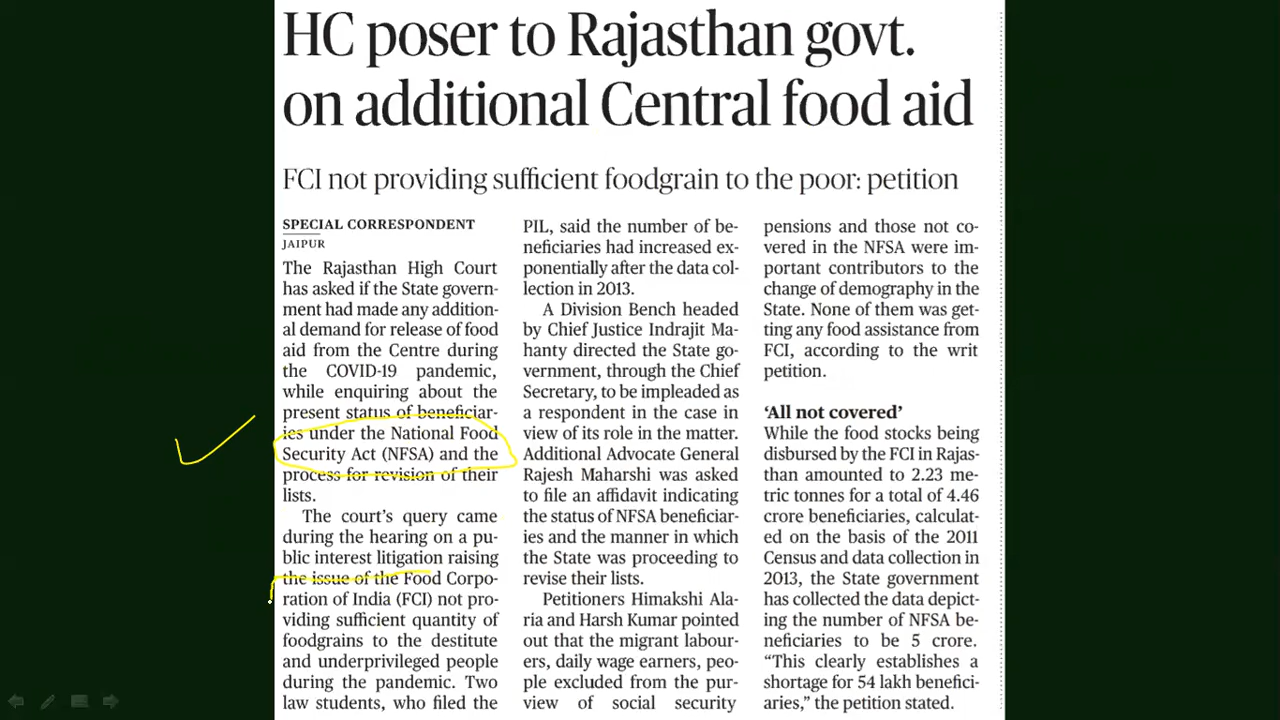 HC poser to Rajasthan govt.
on additional Central food aid
FCI not providing sufficient foodgrain to the poor: petition
SPECIAL CORRESPONDENT
JAIPUR
The Rajasthan High Court
has asked if the State govern-
ment had made any addition-
al demand for release of food
aid from the Centre during
the COVID-19 pandemic,
while enquiring about the
present status of beneficiar-
ies under the National Food
Security Act (NFSA) and the
process for revision of their
lists.
The court's query came
during the hearing on a pu-
blic interest litigation raising
the issue of the Food Corpo-
ration of India (FCI) not pro-
viding sufficient quantity of
foodgrains to the destitute
and underprivileged people
during the pandemic. Two
law students, who filed the
PIL, said the number of be-
neficiaries had increased ex-
ponentially after the data col-
lection in 2013.
A Division Bench headed
by Chief Justice Indrajit Ma-
hanty directed the State go-
vernment, through the Chief
Secretary, to be impleaded as
a respondent in the case in
view of its role in the matter.
Additional Advocate General
Rajesh Maharshi was asked
to file an affidavit indicating
the status of NFSA beneficiar-
ies and the manner in which
the State was proceeding to
revise their lists.
Petitioners Himakshi Ala-
ria and Harsh Kumar pointed
out that the migrant labour-
ers, daily wage earners, peo-
ple excluded from the pur-
view of social security
pensions and those not co-
vered in the NFSA were im-
portant contributors to the
change of demography in the
State. None of them was get-
ting any food assistance from
FCI, according to the writ
petition.
‘All not covered’
While the food stocks being
disbursed by the FCI in Rajas-
than amounted to 2.23 me-
tric tonnes for a total of 4.46
crore beneficiaries, calculat-
ed on the basis of the 2011
Census and data collection in
2013, the State government
has collected the data depict-
ing the number of NFSA be-
neficiaries to be 5 crore.
“This clearly establishes a
shortage for 54 lakh benefici-
aries,” the petition stated.